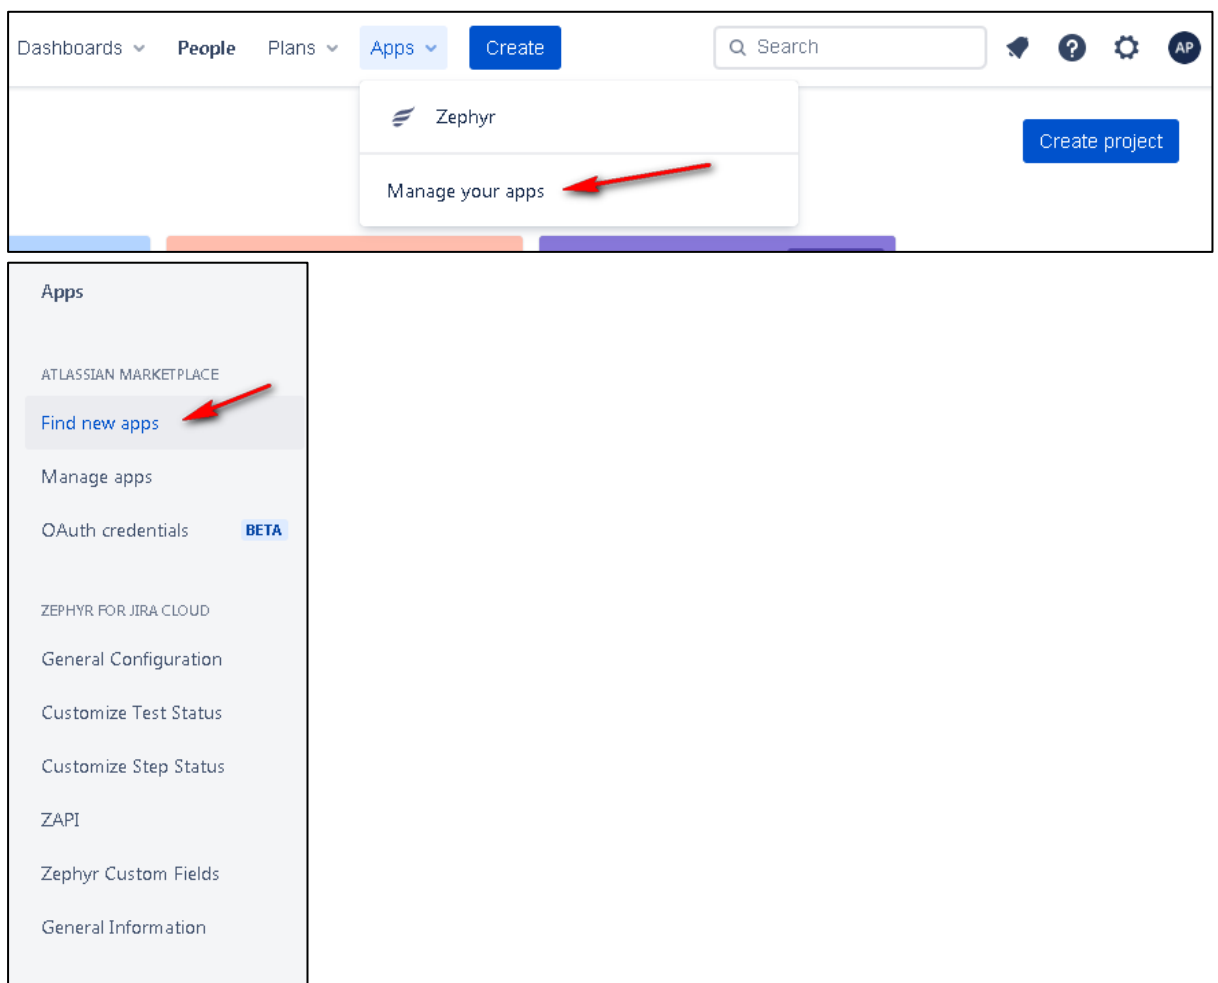 Dashboards People Plans Apps Create Search AP
Zephyr
Create project
Manage your apps
Apps
ATLASSIAN MARKETPLACE
Find new apps
Manage apps
OAuth credentials BETA
ZEPHYR FOR JIRA CLOUD
General Configuration
Customize Test Status
Customize Step Status
ZAPI
Zephyr Custom Fields
General Information